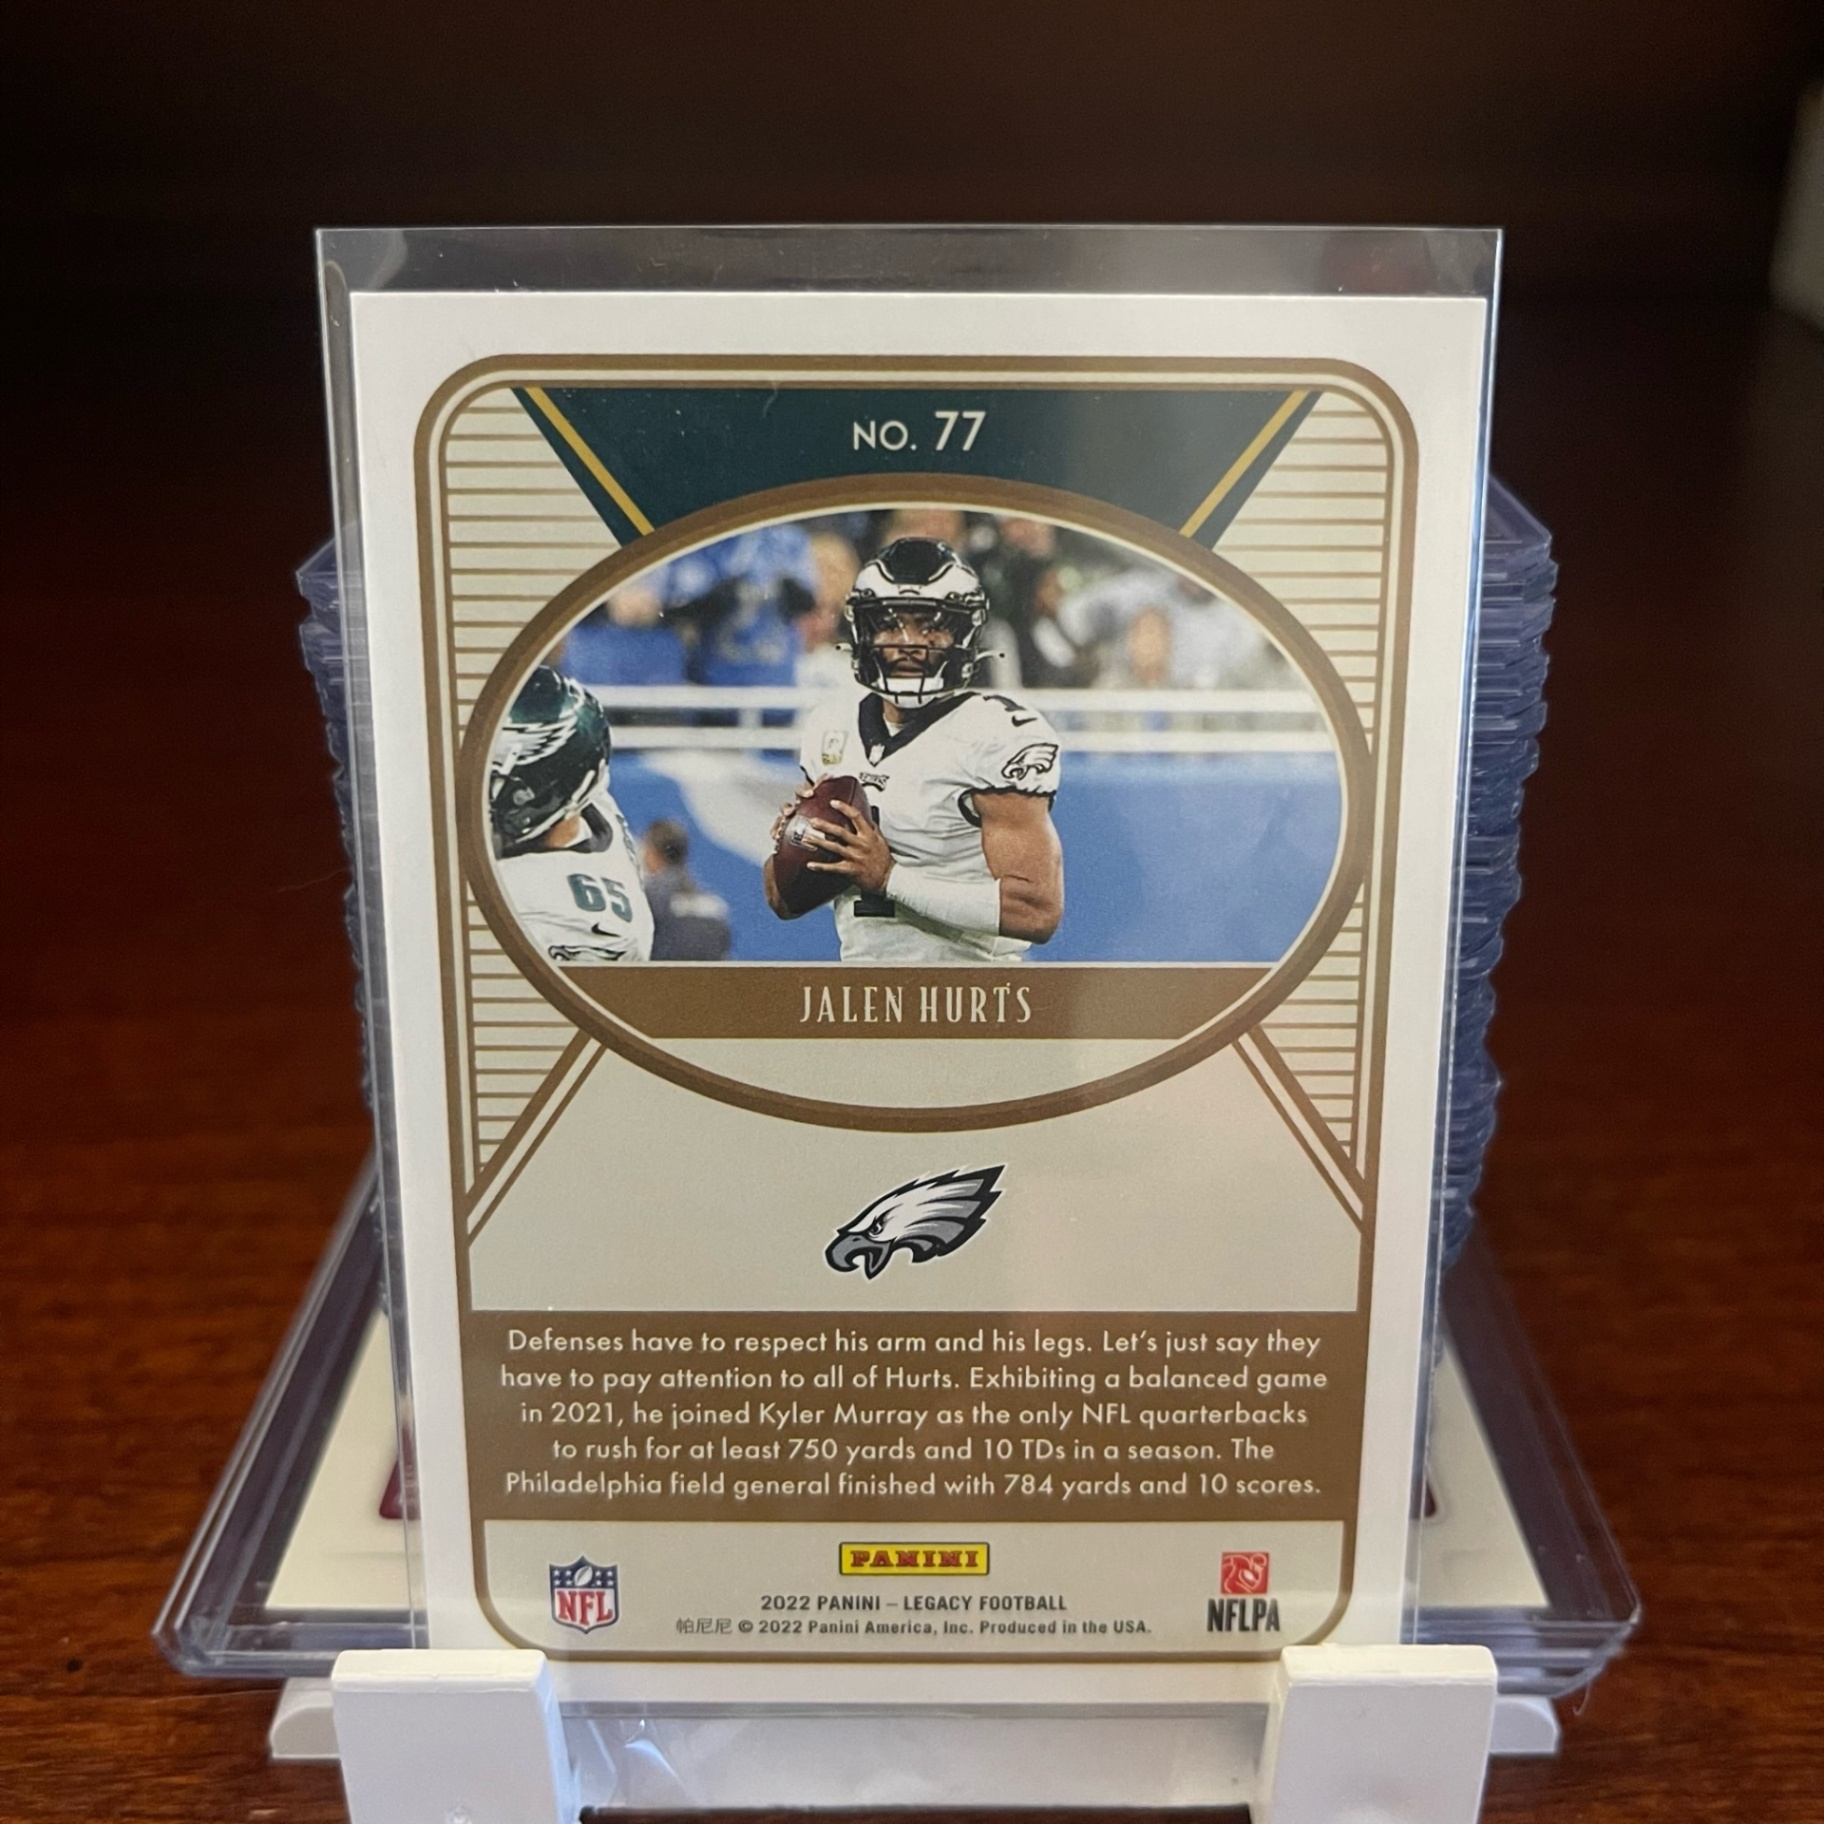 NO. 77
65
1
1
JALEN HURTS
Defenses have to respect his arm and his legs. Let's just say they
have to pay attention to all of Hurts. Exhibiting a balanced game
in 2021, he joined Kyler Murray as the only NFL quarterbacks
to rush for at least 750 yards and 10 TDs in a season. The
Philadelphia field general finished with 784 yards and 10 scores.
PANINI
NFL
2022 PANINI – LEGACY FOOTBALL
帕尼尼 © 2022 Panini America, Inc. Produced in the USA.
NFLPA